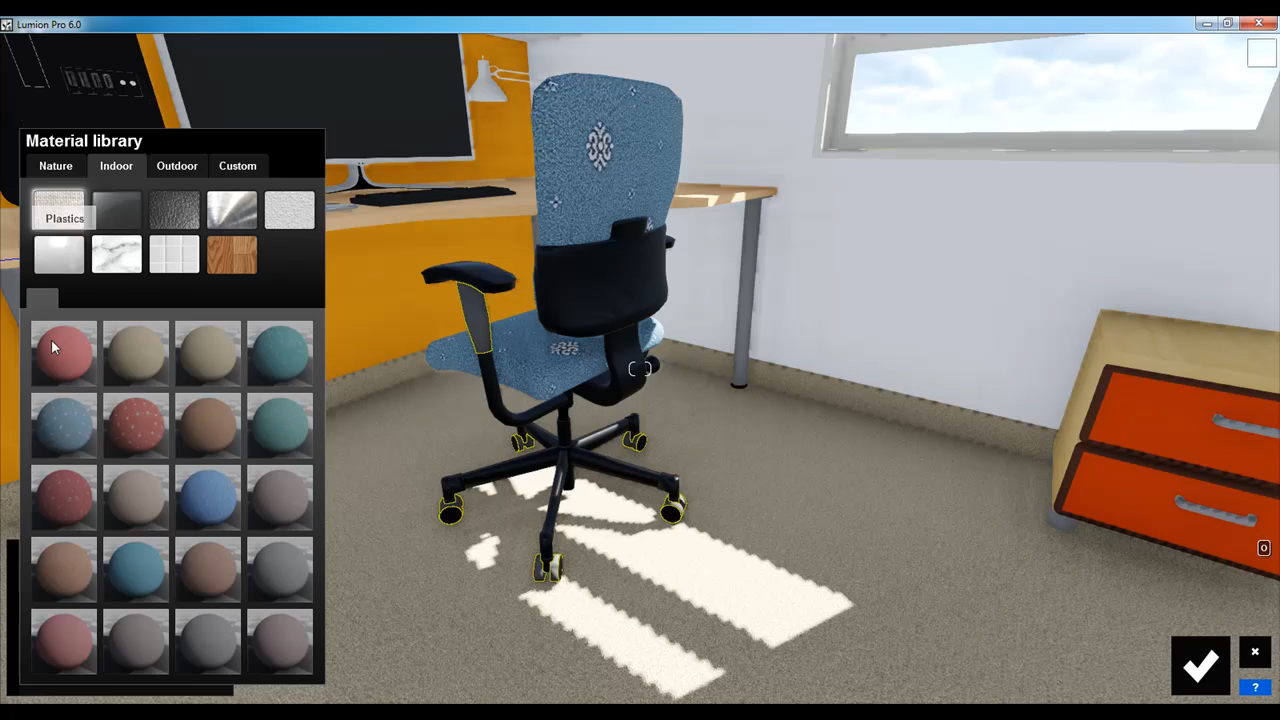 Lumion Pro 6.0
Material library
Nature Indoor Outdoor Custom
Plastics
O
?